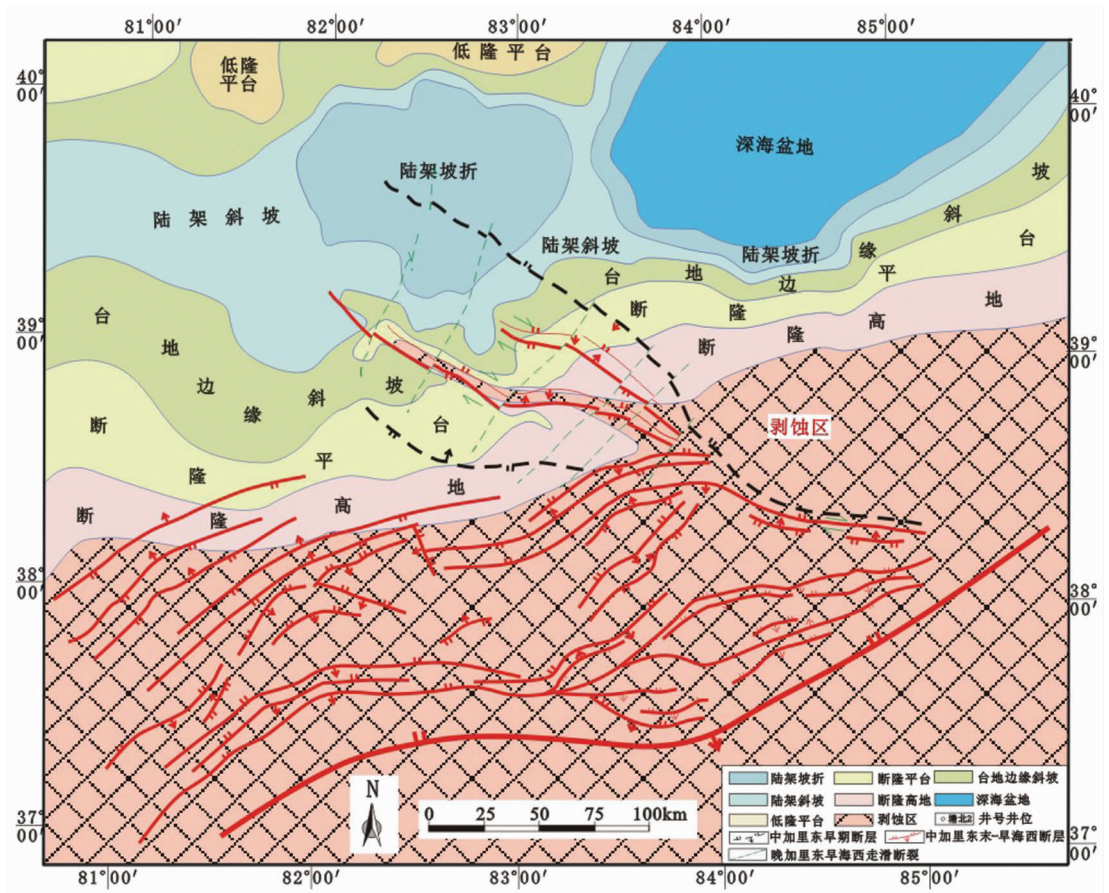 81°00′ 82°00′ 83°00′ 84°00′ 85°00′
40°
00′
40°
00′
低隆
平台
低隆平台
深海盆地
陆架坡折
陆架斜坡
陆架斜坡
陆架坡折
台地边缘斜坡
断隆平台
断隆高地
39°
00′
39°
00′
台地边缘斜坡
断隆平台
断隆高地
剥蚀区
38°
00′
38°
00′
37°
00′
37°
00′
N
0 25 50 75 100km
陆架坡折 断隆平台 台地边缘斜坡
陆架斜坡 断隆高地 深海盆地
低隆平台 剥蚀区 塘北2 井号井位
中加里东早期断层 中加里东末-早海西断层
晚加里东早海西走滑断裂
81°00′ 82°00′ 83°00′ 84°00′ 85°00′